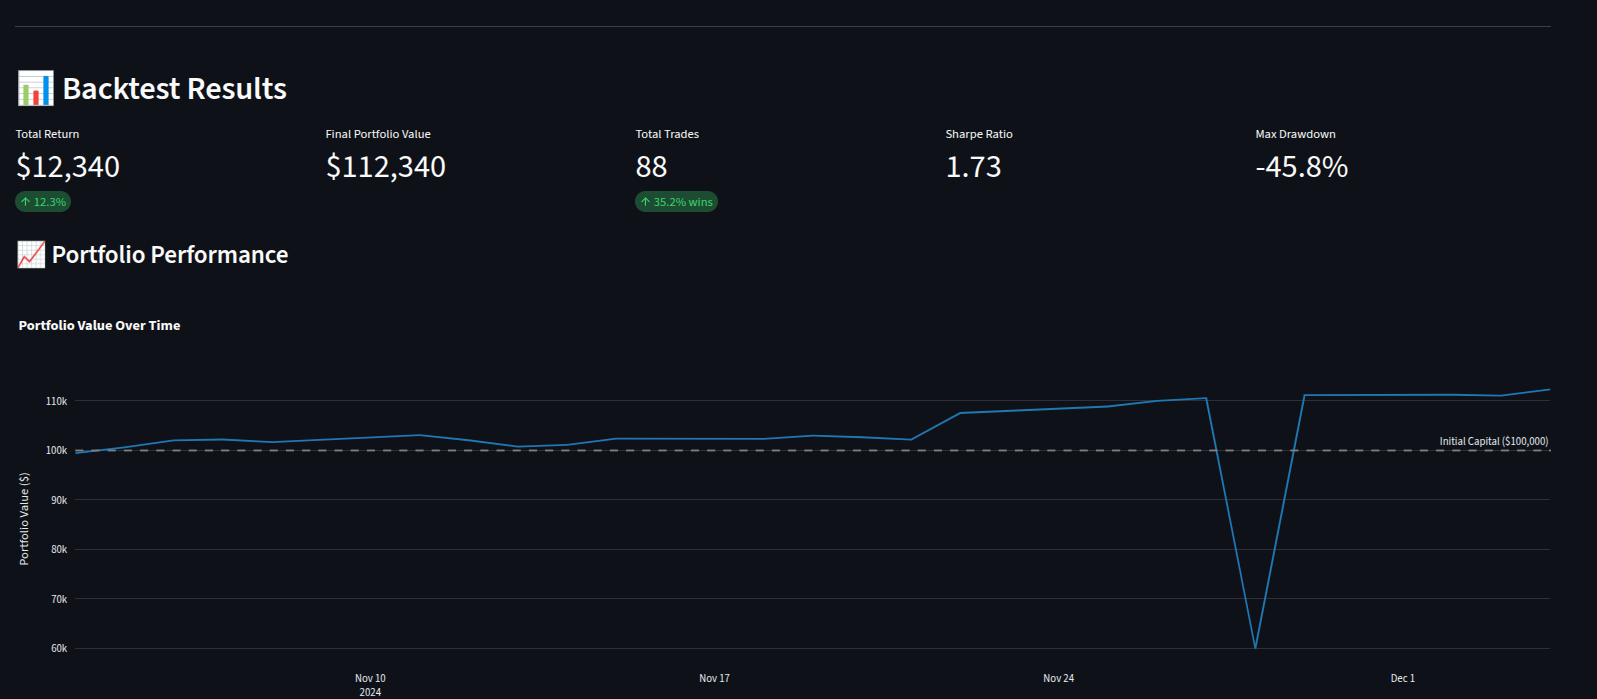 Backtest Results
Total Return
Final Portfolio Value
Total Trades
Sharpe Ratio
Max Drawdown
$12,340
$112,340
88
1.73
-45.8%
↑ 12.3%
↑ 35.2% wins
Portfolio Performance
Portfolio Value Over Time
Portfolio Value ($)
110k
100k
90k
80k
70k
60k
Initial Capital ($100,000)
Nov 10
2024
Nov 17
Nov 24
Dec 1